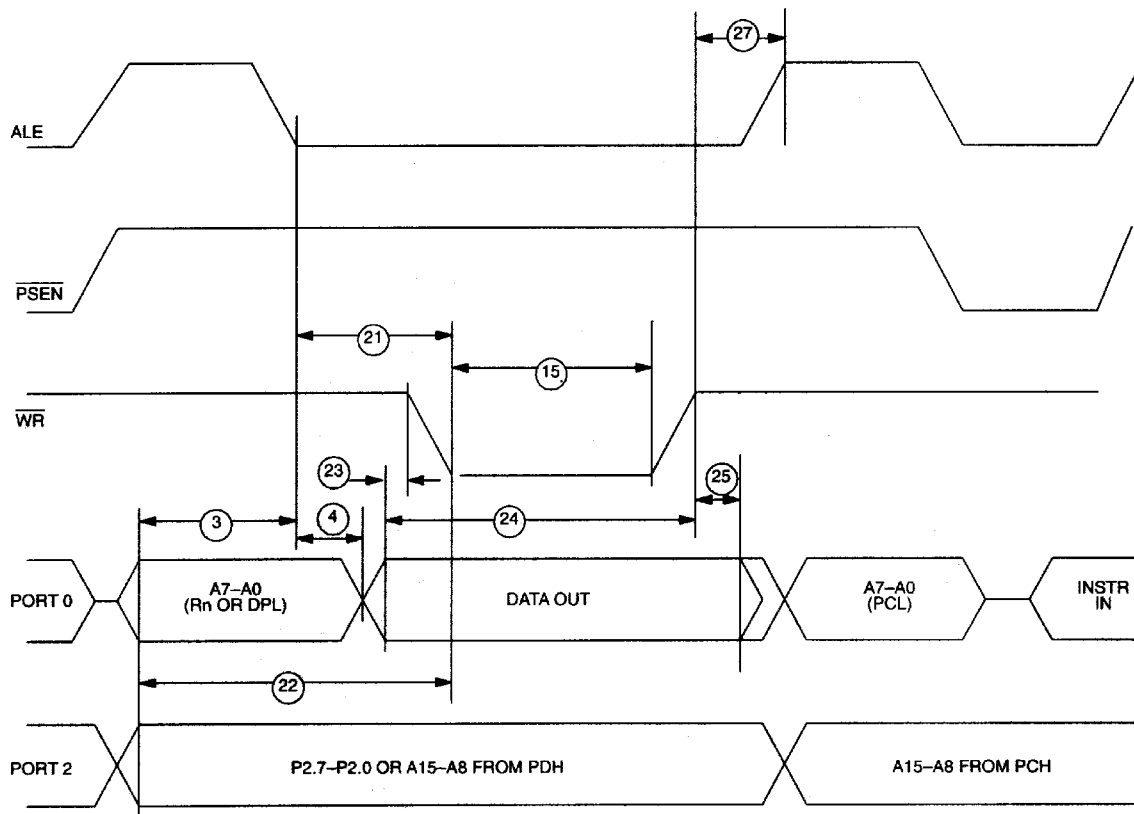 27
ALE
PSEN
21
15
WR
23
25
3
4
24
PORT 0
A7–A0
(Rn OR DPL)
DATA OUT
A7–A0
(PCL)
INSTR
IN
22
PORT 2
P2.7–P2.0 OR A15–A8 FROM PDH
A15–A8 FROM PCH